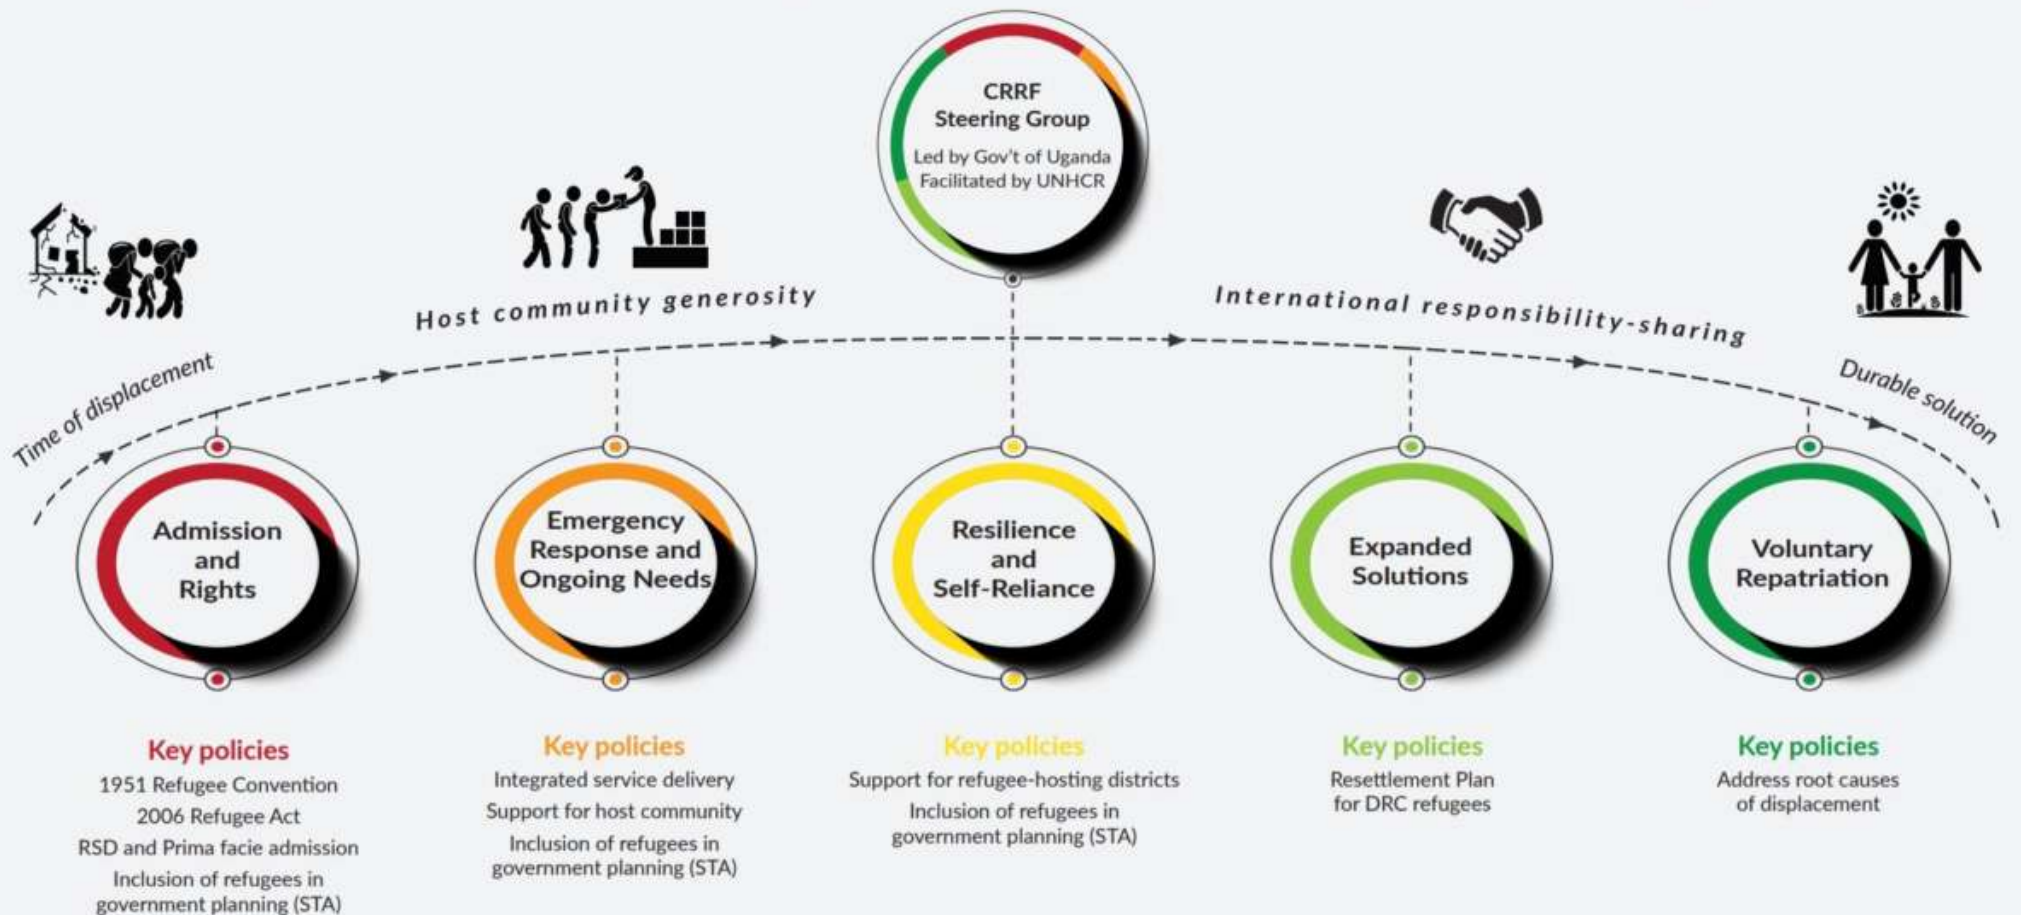 CRRF
Steering Group
Led by Gov't of Uganda
Facilitated by UNHCR
Time of displacement
Host community generosity
International responsibility-sharing
Durable solution
Admission
and
Rights
Emergency
Response and
Ongoing Needs
Resilience
and
Self-Reliance
Expanded
Solutions
Voluntary
Repatriation
Key policies
1951 Refugee Convention
2006 Refugee Act
RSD and Prima facie admission
Inclusion of refugees in
government planning (STA)
Key policies
Integrated service delivery
Support for host community
Inclusion of refugees in
government planning (STA)
Key policies
Support for refugee-hosting districts
Inclusion of refugees in
government planning (STA)
Key policies
Resettlement Plan
for DRC refugees
Key policies
Address root causes
of displacement